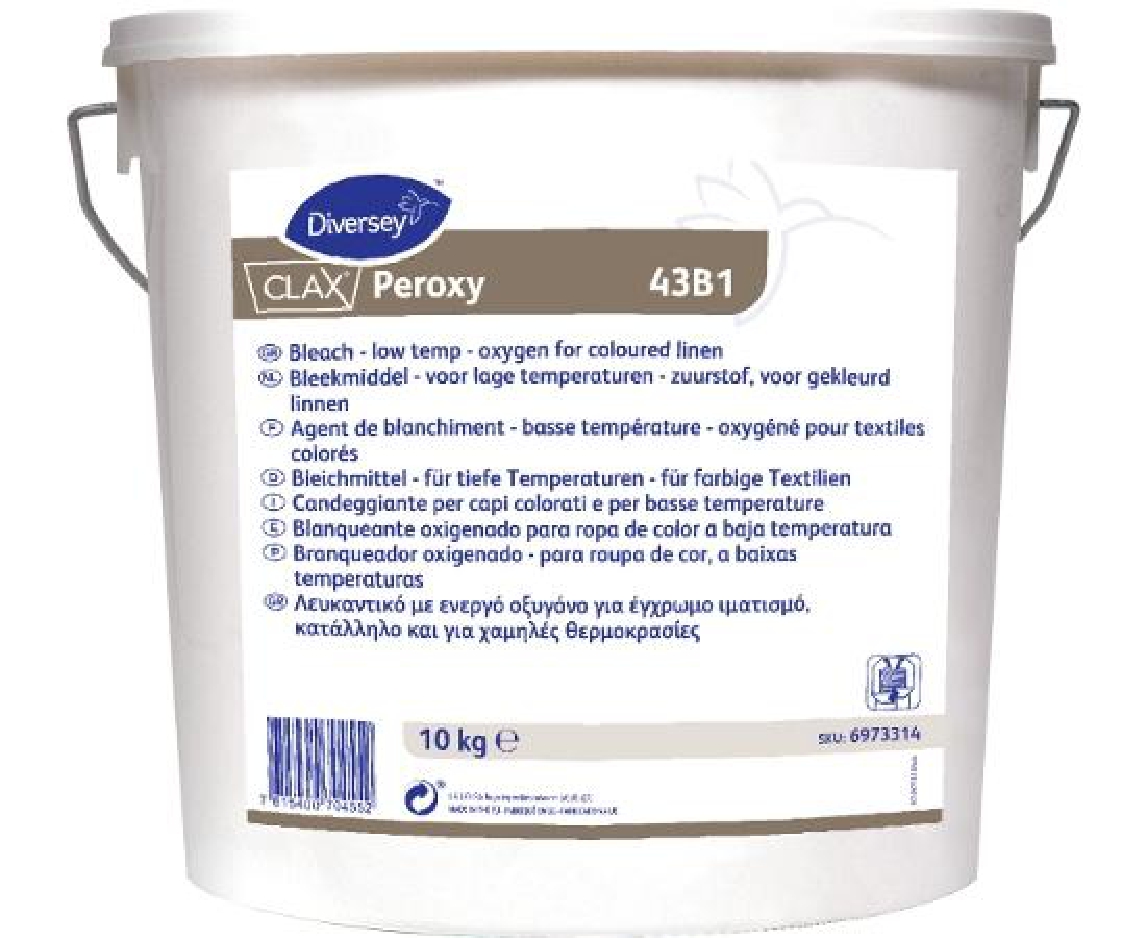 Diversey™
CLAX® Peroxy 43B1
GB Bleach - low temp - oxygen for coloured linen
NL Bleekmiddel - voor lage temperaturen - zuurstof, voor gekleurd
linnen
F Agent de blanchiment - basse température - oxygéné pour textiles
colorés
D Bleichmittel - für tiefe Temperaturen - für farbige Textilien
I Candeggiante per capi colorati e per basse temperature
E Blanqueante oxigenado para ropa de color a baja temperatura
P Branqueador oxigenado - para roupa de cor, a baixas
temperaturas
GR Λευκαντικό με ενεργό οξυγόνο για έγχρωμο ιματισμό,
κατάλληλο και για χαμηλές θερμοκρασίες
10 kg ℮
SKU: 6973314